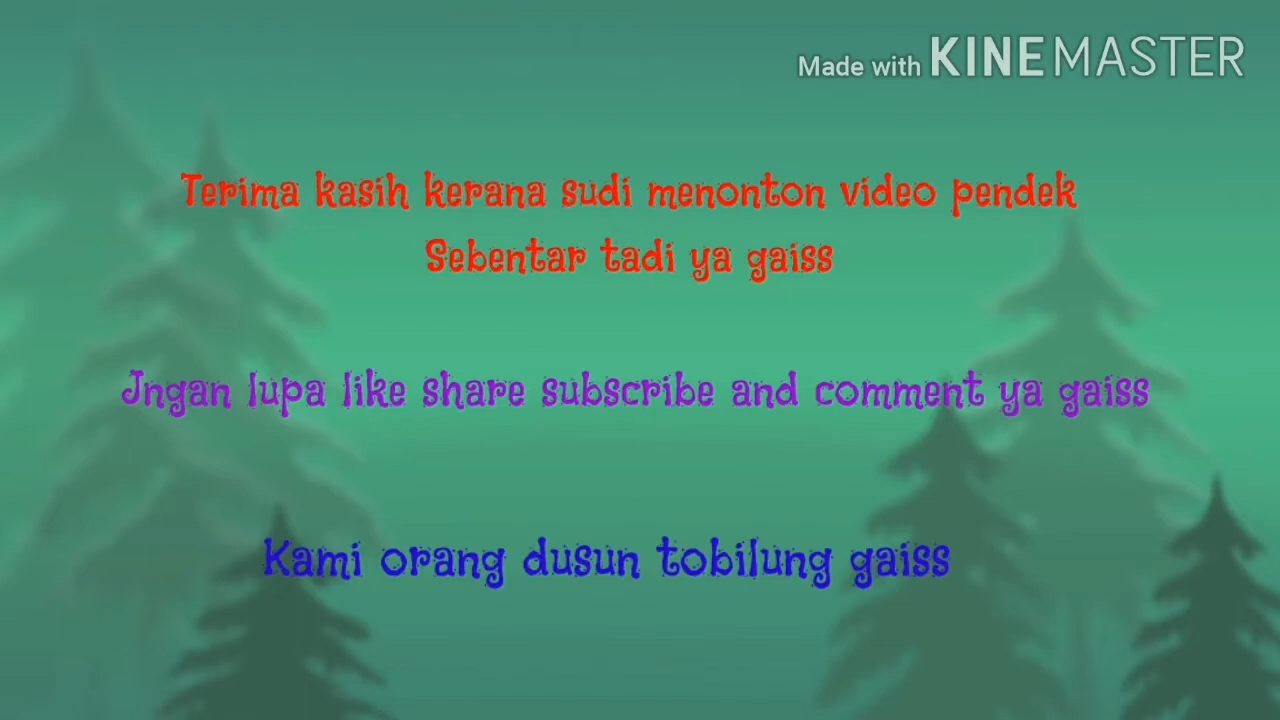 Made with KINEMASTER
Terima kasih kerana sudi menonton video pendek
Sebentar tadi ya gaiss
Jngan lupa like share subscribe and comment ya gaiss
Kami orang dusun tobilung gaiss